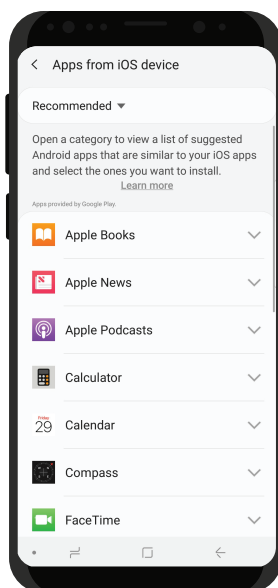 Apps from iOS device
Recommended
Open a category to view a list of suggested
Android apps that are similar to your iOS apps
and select the ones you want to install.
Learn more
Apps provided by Google Play.
Apple Books
Apple News
Apple Podcasts
Calculator
Friday
29
Calendar
Compass
FaceTime